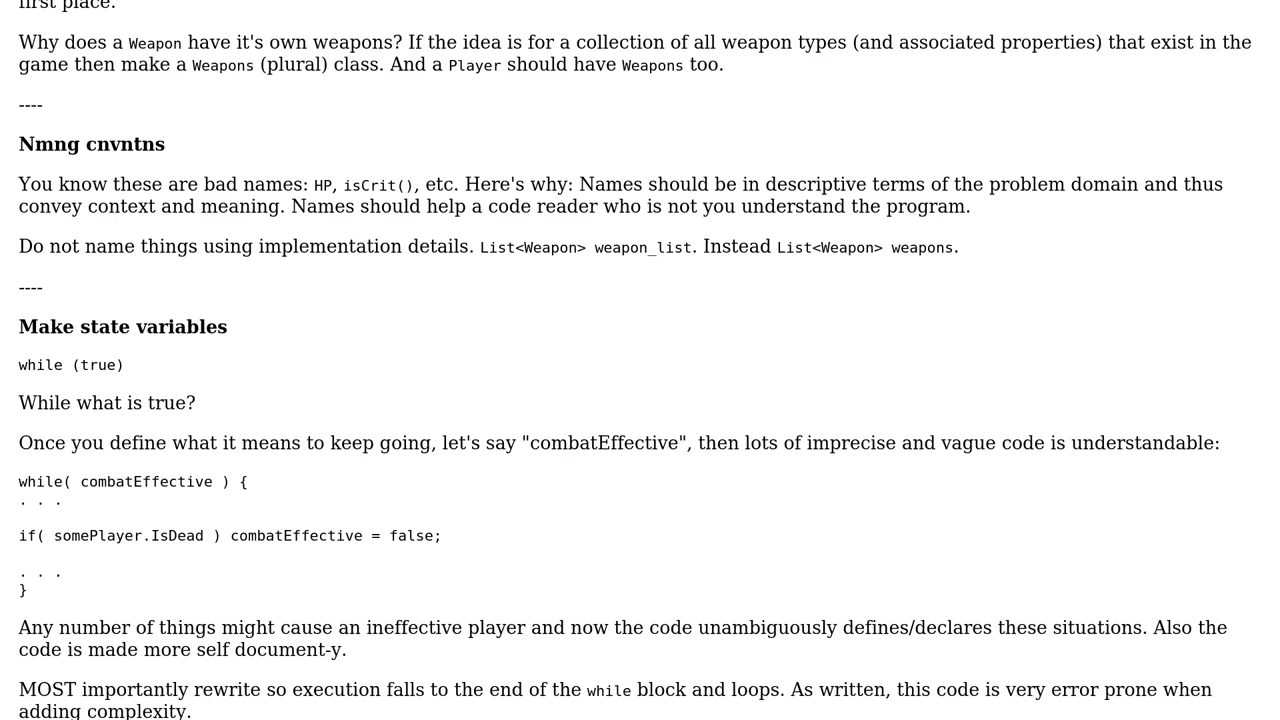 first place.
Why does a Weapon have it's own weapons? If the idea is for a collection of all weapon types (and associated properties) that exist in the
game then make a Weapons (plural) class. And a Player should have Weapons too.
----
Nmng cnvntns
You know these are bad names: HP, isCrit(), etc. Here's why: Names should be in descriptive terms of the problem domain and thus
convey context and meaning. Names should help a code reader who is not you understand the program.
Do not name things using implementation details. List<Weapon> weapon_list. Instead List<Weapon> weapons.
----
Make state variables
while (true)
While what is true?
Once you define what it means to keep going, let's say "combatEffective", then lots of imprecise and vague code is understandable:
while( combatEffective ) {
. . .
if( somePlayer.IsDead ) combatEffective = false;
. . .
}
Any number of things might cause an ineffective player and now the code unambiguously defines/declares these situations. Also the
code is made more self document-y.
MOST importantly rewrite so execution falls to the end of the while block and loops. As written, this code is very error prone when
adding complexity.